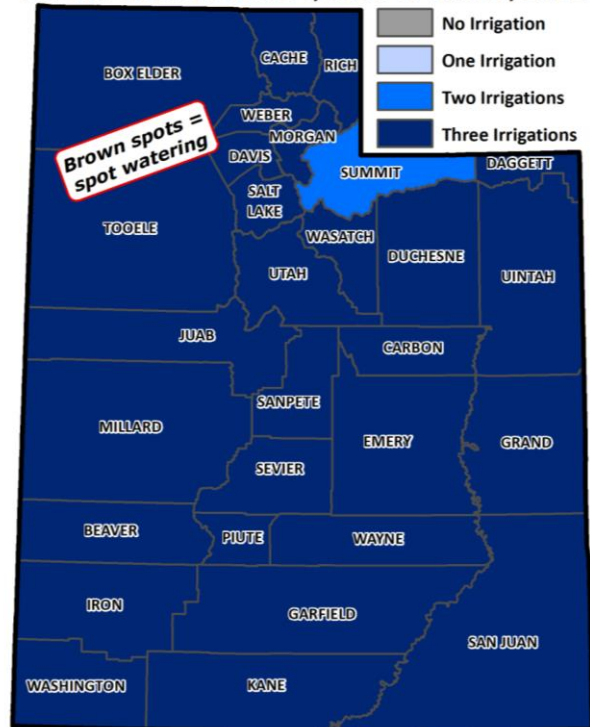 No Irrigation
One Irrigation
Two Irrigations
Three Irrigations
BOX ELDER
CACHE
RICH
WEBER
MORGAN
DAVIS
SUMMIT
DAGGETT
Brown spots =
spot watering
SALT
LAKE
TOOELE
WASATCH
DUCHESNE
UTAH
UINTAH
JUAB
CARBON
SANPETE
MILLARD
EMERY
GRAND
SEVIER
BEAVER
PIUTE
WAYNE
IRON
GARFIELD
SAN JUAN
WASHINGTON
KANE